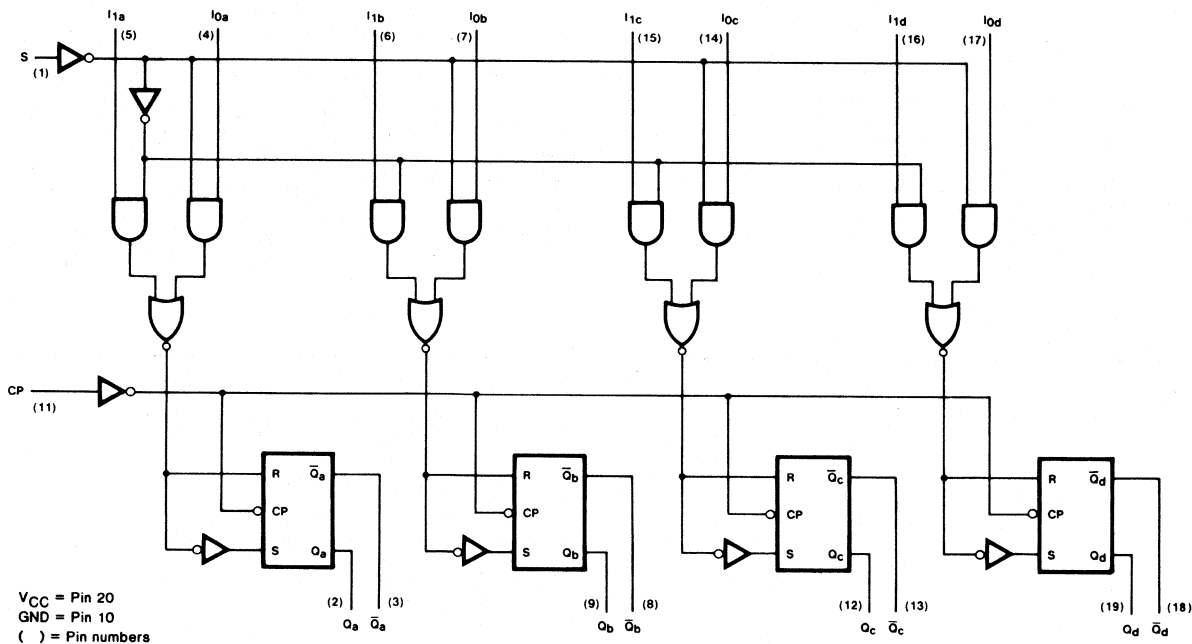 I1a I0a I1b I0b I1c I0c I1d I0d
(5) (4) (6) (7) (15) (14) (16) (17)
S
(1)
CP
(11)
R Q̅a R Q̅b R Q̅c R Q̅d
CP CP CP CP
S Qa S Qb S Qc S Qd
VCC = Pin 20
GND = Pin 10
( ) = Pin numbers
(2) (3) (9) (8) (12) (13) (19) (18)
Qa Q̅a Qb Q̅b Qc Q̅c Qd Q̅d